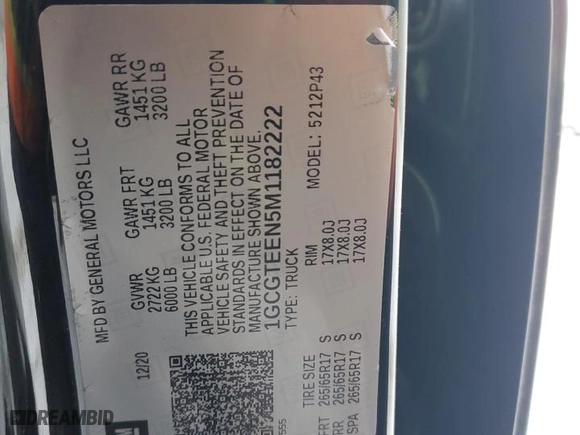 MFD BY GENERAL MOTORS LLC
12/20
GVWR GAWR FRT GAWR RR
2722KG 1451 KG 1451 KG
6000 LB 3200 LB 3200 LB
THIS VEHICLE CONFORMS TO ALL
APPLICABLE U.S. FEDERAL MOTOR
VEHICLE SAFETY AND THEFT PREVENTION
STANDARDS IN EFFECT ON THE DATE OF
MANUFACTURE SHOWN ABOVE.
1GCGTEEN5M1182222
TYPE: TRUCK MODEL: 5212P43
TIRE SIZE RIM
FRT 265/65R17 S 17X8.0J
RR 265/65R17 S 17X8.0J
SPA 265/65R17 S 17X8.0J
GM
DREAMBID